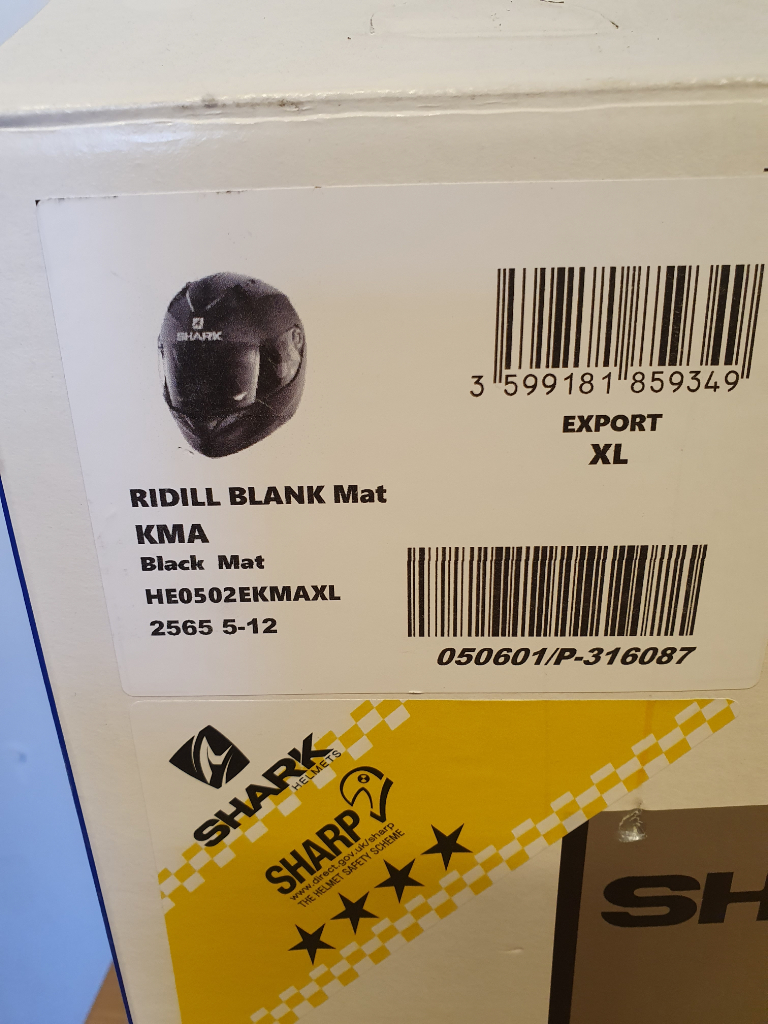 SHARK
3 599181 859349
EXPORT
XL
RIDILL BLANK Mat
KMA
Black Mat
HE0502EKMAXL
2565 5-12
050601/P-316087
SHARK
HELMETS
SHARP
www.direct.gov.uk/sharp
THE HELMET SAFETY SCHEME
SH